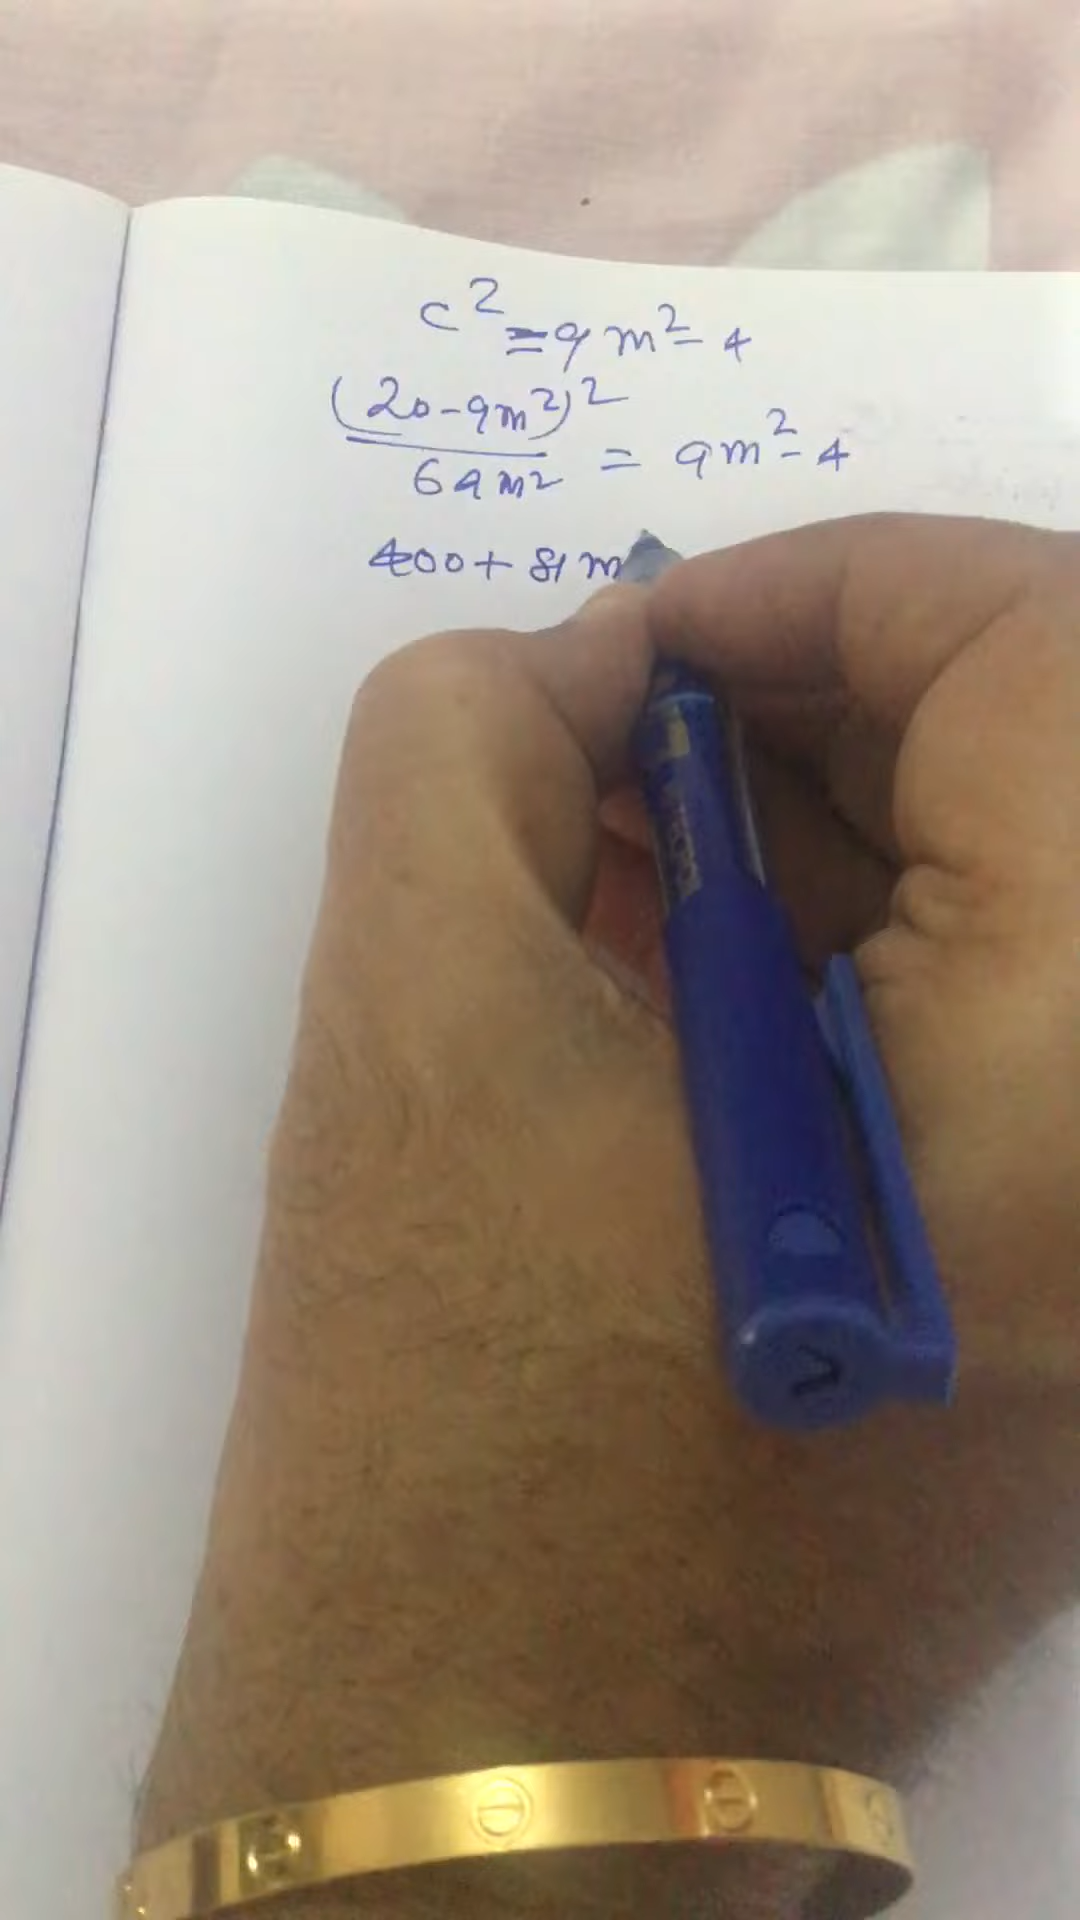 c² = 9m² - 4
(20-9m²)² / 64m² = 9m² - 4
400 + 81m
V